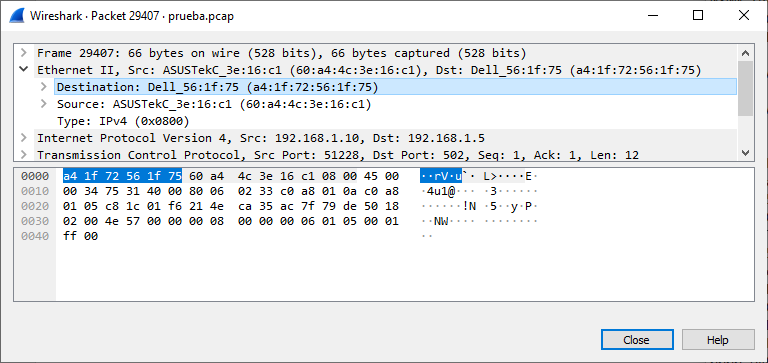 Wireshark · Packet 29407 · prueba.pcap
Frame 29407: 66 bytes on wire (528 bits), 66 bytes captured (528 bits)
Ethernet II, Src: ASUSTekC_3e:16:c1 (60:a4:4c:3e:16:c1), Dst: Dell_56:1f:75 (a4:1f:72:56:1f:75)
Destination: Dell_56:1f:75 (a4:1f:72:56:1f:75)
Source: ASUSTekC_3e:16:c1 (60:a4:4c:3e:16:c1)
Type: IPv4 (0x0800)
Internet Protocol Version 4, Src: 192.168.1.10, Dst: 192.168.1.5
Transmission Control Protocol, Src Port: 51228, Dst Port: 502, Seq: 1, Ack: 1, Len: 12
0000 a4 1f 72 56 1f 75 60 a4 4c 3e 16 c1 08 00 45 00 ··rV·u`· L>····E·
0010 00 34 75 31 40 00 80 06 02 33 c0 a8 01 0a c0 a8 ·4u1@··· ·3······
0020 01 05 c8 1c 01 f6 21 4e ca 35 ac 7f 79 de 50 18 ······!N ·5··y·P·
0030 02 00 4e 57 00 00 00 08 00 00 00 06 01 05 00 01 ··NW···· ········
0040 ff 00 ··
Close
Help